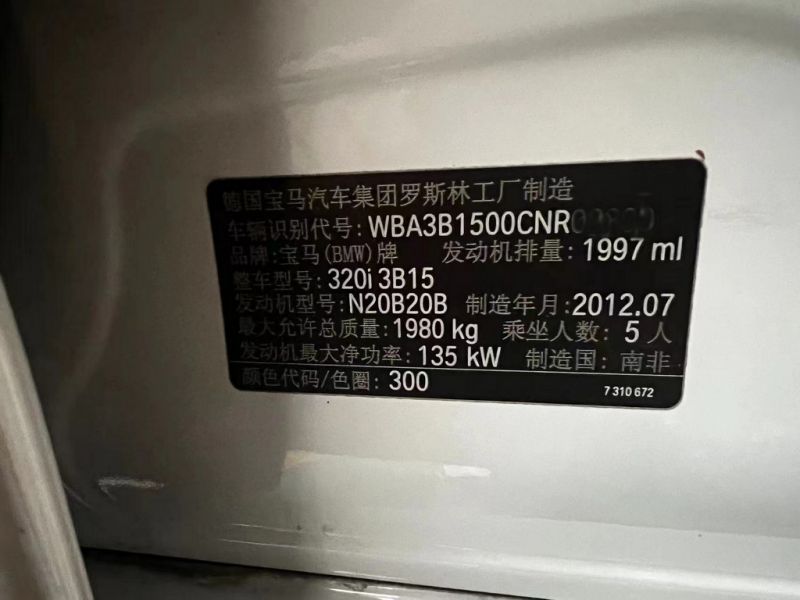 德国宝马汽车集团罗斯林工厂制造
车辆识别代号: WBA3B1500CNR
品牌:宝马(BMW)牌 发动机排量: 1997 ml
整车型号: 320i 3B15
发动机型号: N20B20B 制造年月:2012.07
最大允许总质量: 1980 kg 乘坐人数: 5 人
发动机最大净功率: 135 kW 制造国: 南非
颜色代码/色圈: 300
7 310 672